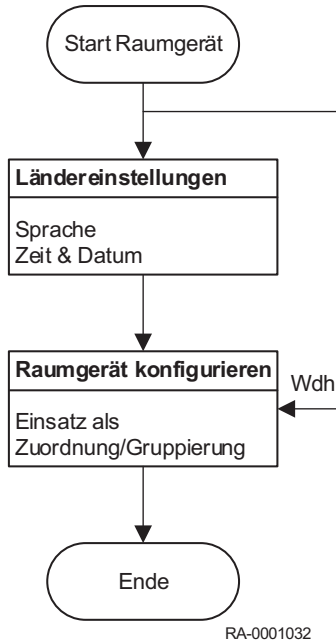 Start Raumgerät
Ländereinstellungen
Sprache
Zeit & Datum
Raumgerät konfigurieren
Wdh
Einsatz als
Zuordnung/Gruppierung
Ende
RA-0001032